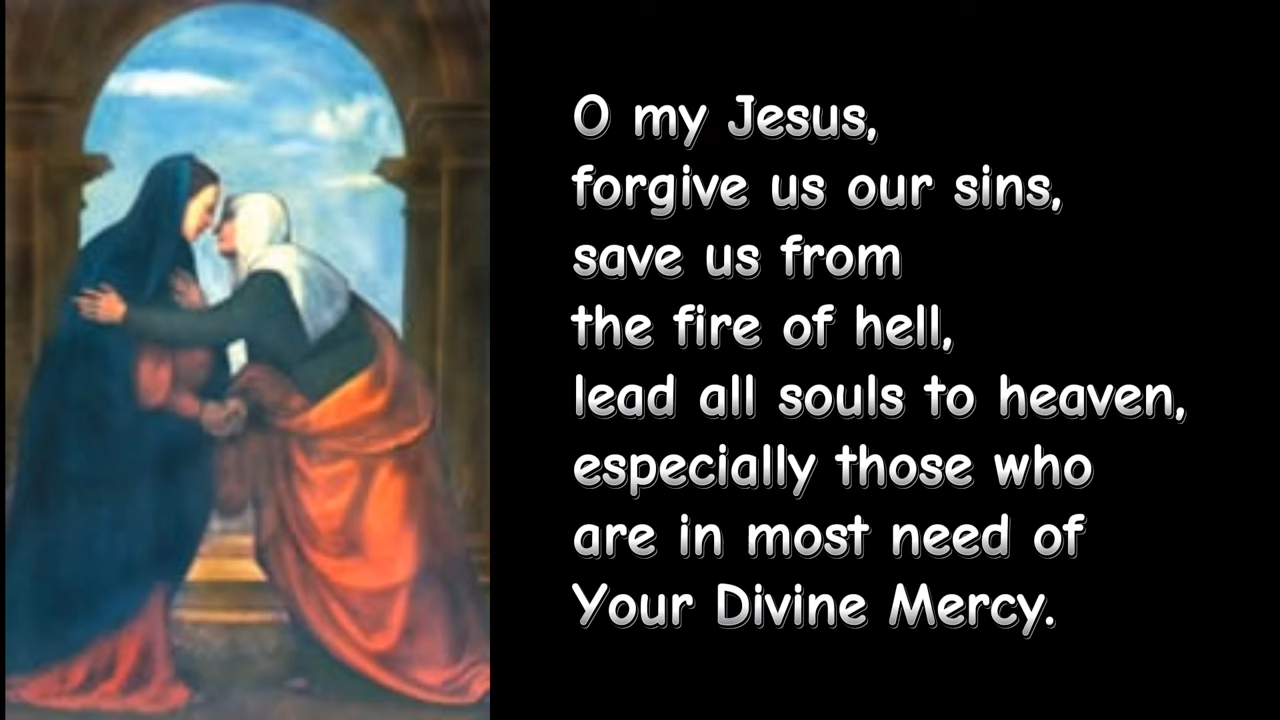 O my Jesus,
forgive us our sins,
save us from
the fire of hell,
lead all souls to heaven,
especially those who
are in most need of
Your Divine Mercy.